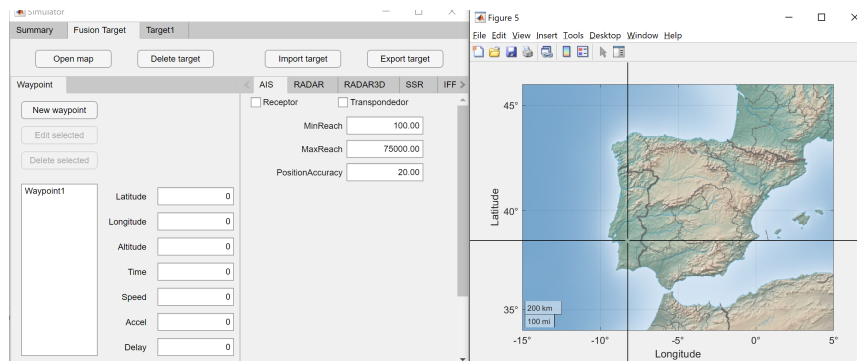 Simulator
Summary
Fusion Target
Target1
Open map
Delete target
Import target
Export target
Waypoint
AIS
RADAR
RADAR3D
SSR
IFF
New waypoint
Edit selected
Delete selected
Receptor
Transpondedor
MinReach
100.00
MaxReach
75000.00
PositionAccuracy
20.00
Waypoint1
Latitude
0
Longitude
0
Altitude
0
Time
0
Speed
0
Accel
0
Delay
0
Figure 5
File Edit View Insert Tools Desktop Window Help
45°
40°
35°
Latitude
200 km
100 mi
-15°
-10°
-5°
0°
5°
Longitude